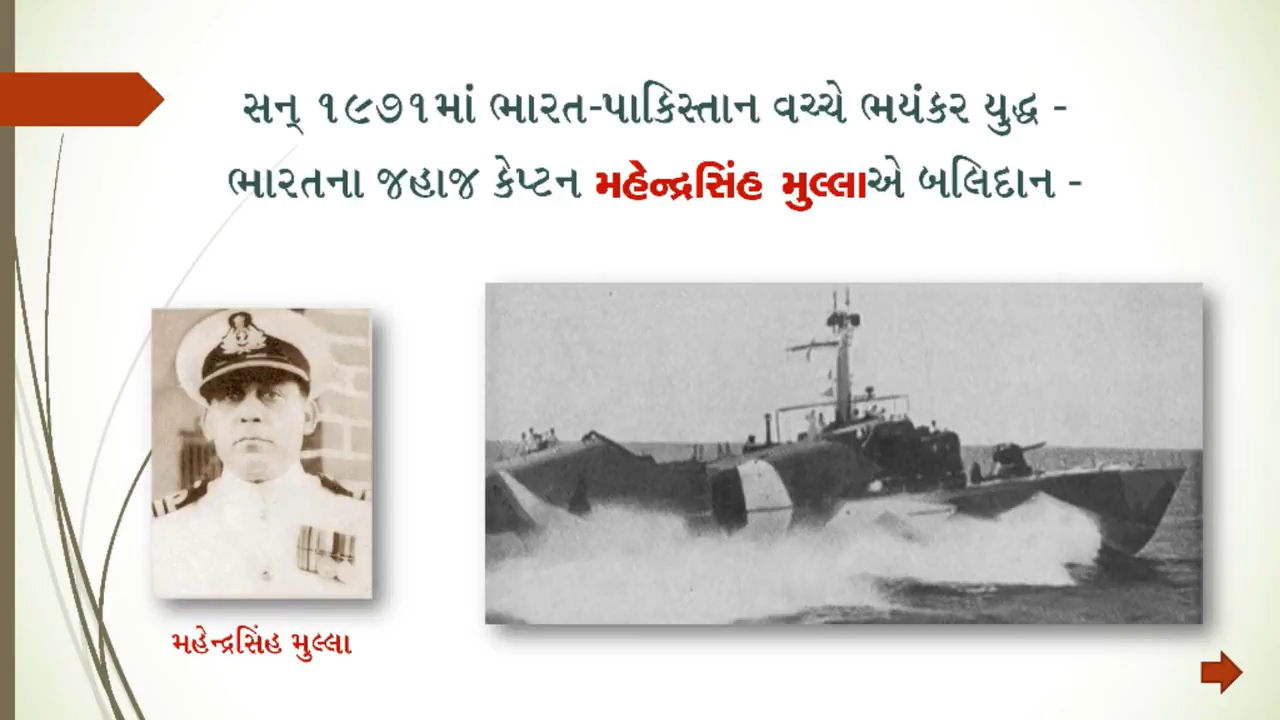 સન્ ૧૯૭૧માં ભારત-પાકિસ્તાન વચ્ચે ભયંકર યુદ્ધ -
ભારતના જહાજ કેપ્ટન મહેન્દ્રસિંહ મુલ્લાએ બલિદાન -
મહેન્દ્રસિંહ મુલ્લા